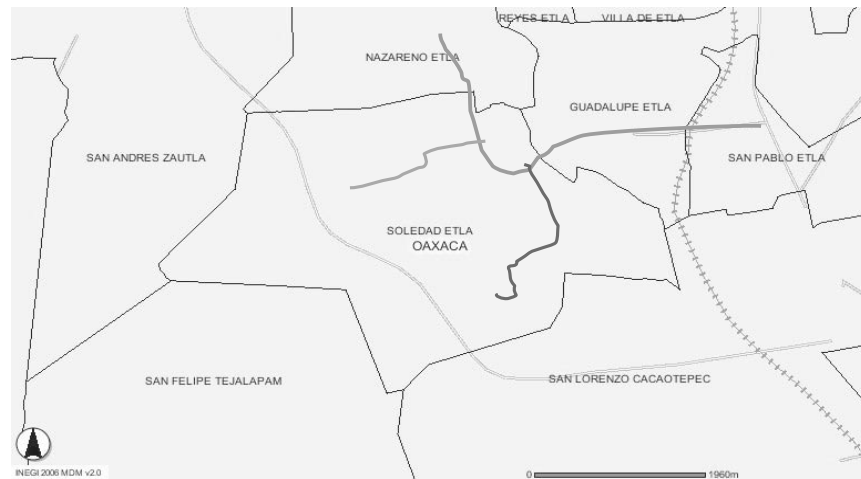 REYES ETLA
VILLA DE ETLA
NAZARENO ETLA
GUADALUPE ETLA
SAN ANDRES ZAUTLA
SAN PABLO ETLA
SOLEDAD ETLA
OAXACA
SAN FELIPE TEJALAPAM
SAN LORENZO CACAOTEPEC
INEGI 2006 MDM v2.0
0
1960m